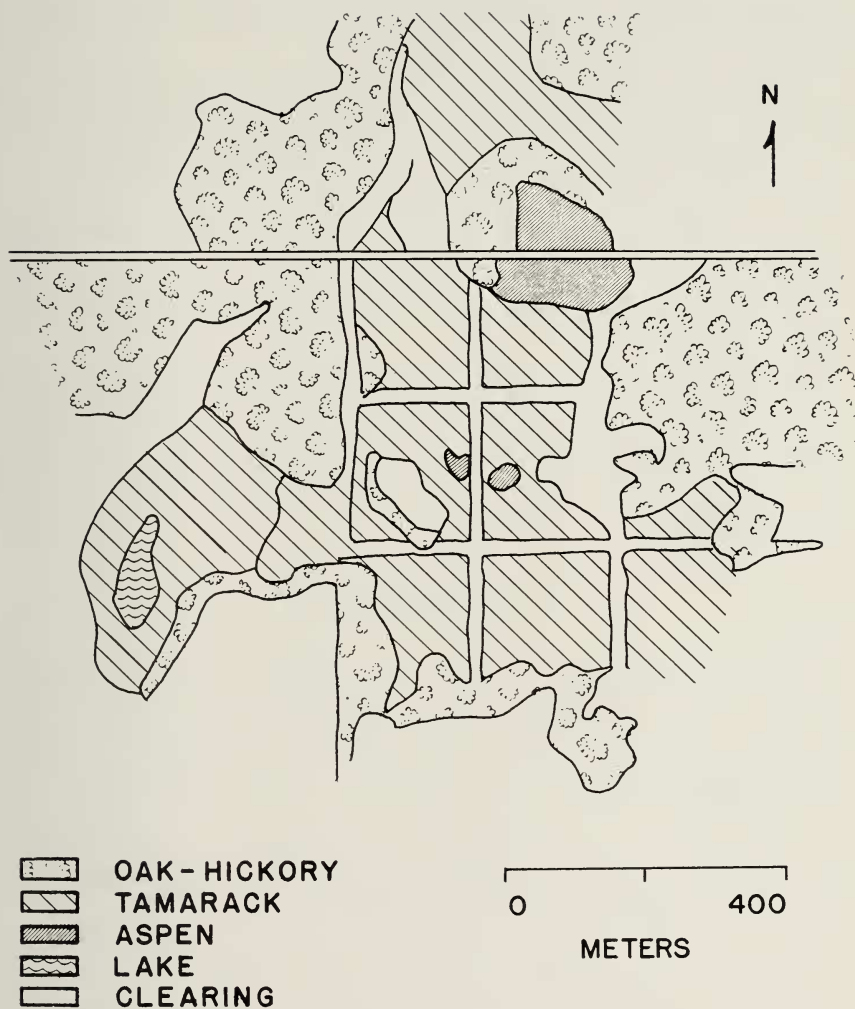 N
OAK-HICKORY
TAMARACK
ASPEN
LAKE
CLEARING
0 400
METERS